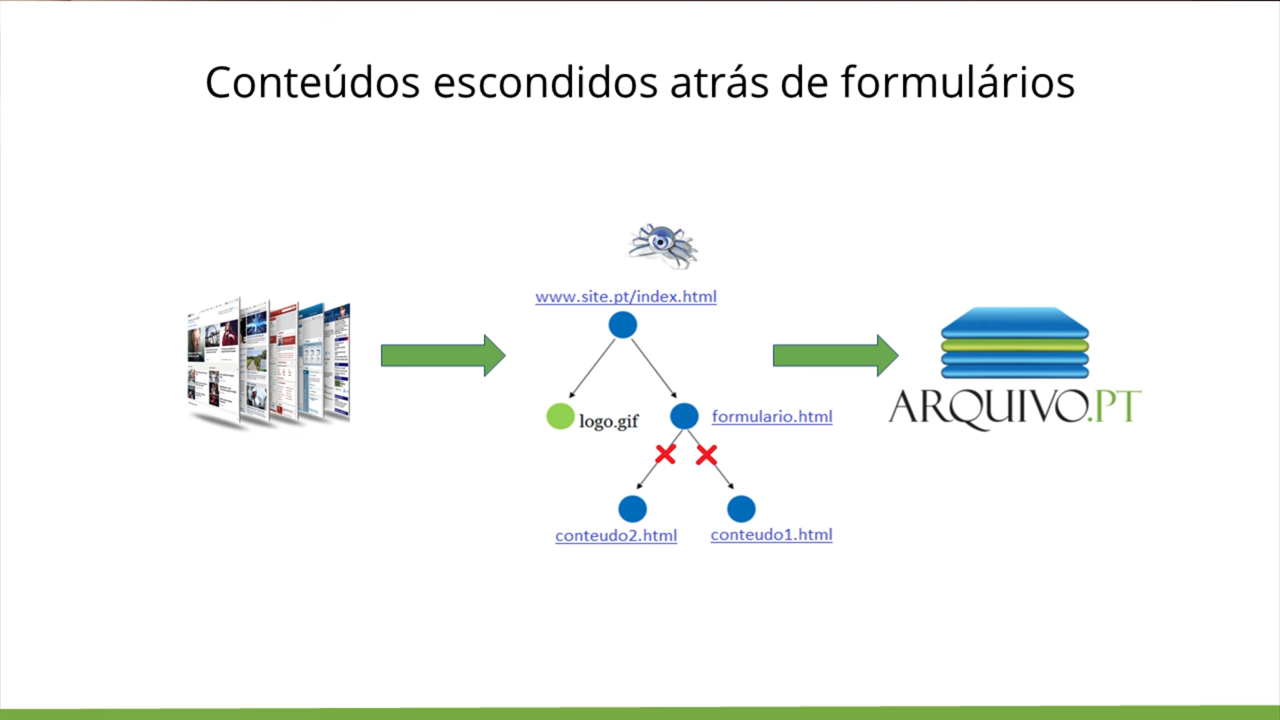 Conteúdos escondidos atrás de formulários
www.site.pt/index.html
logo.gif
formulario.html
conteudo2.html
conteudo1.html
ARQUIVO.PT